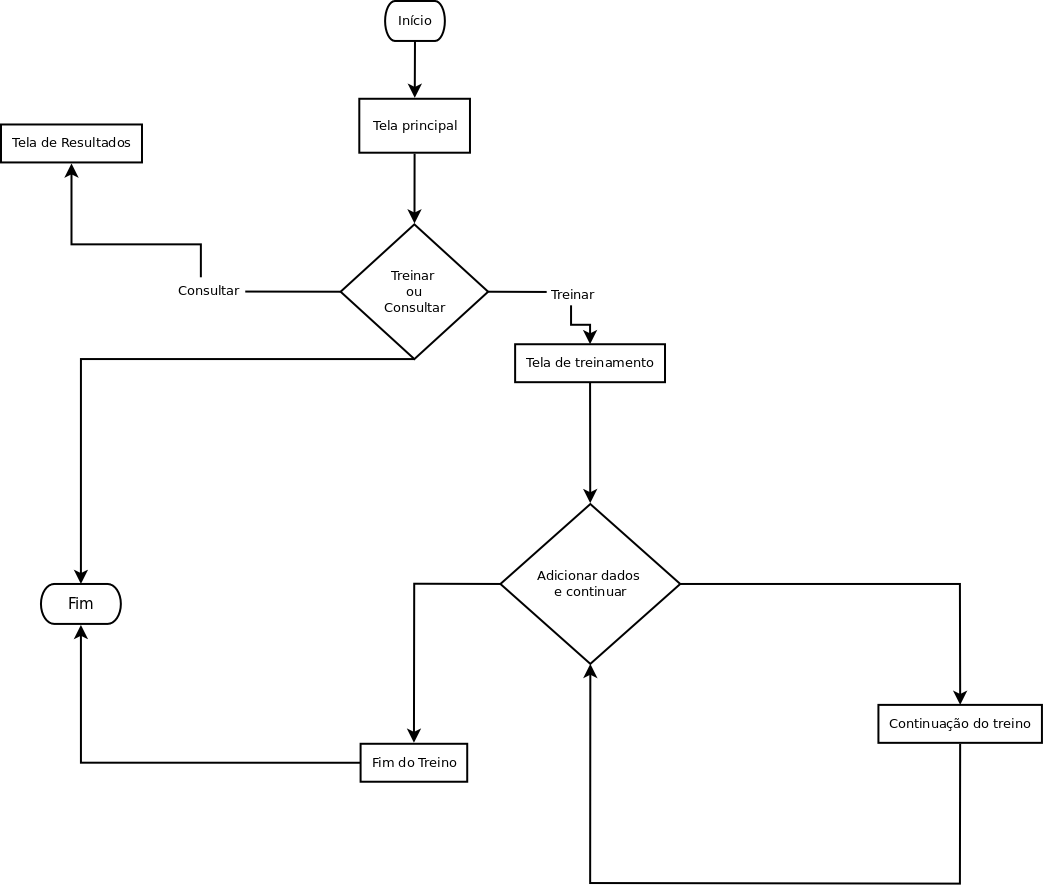 Início
Tela principal
Tela de Resultados
Treinar
ou
Consultar
Consultar
Treinar
Tela de treinamento
Adicionar dados
e continuar
Fim
Continuação do treino
Fim do Treino